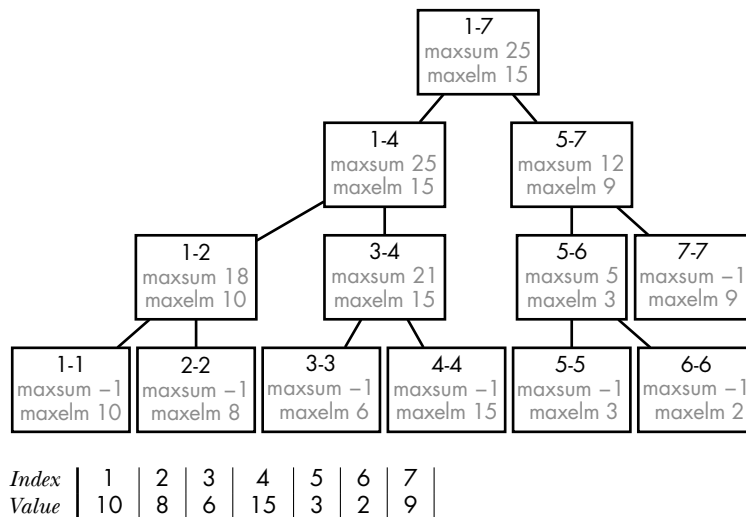 1-7
maxsum 25
maxelm 15
1-4
maxsum 25
maxelm 15
5-7
maxsum 12
maxelm 9
1-2
maxsum 18
maxelm 10
3-4
maxsum 21
maxelm 15
5-6
maxsum 5
maxelm 3
7-7
maxsum −1
maxelm 9
1-1
maxsum −1
maxelm 10
2-2
maxsum −1
maxelm 8
3-3
maxsum −1
maxelm 6
4-4
maxsum −1
maxelm 15
5-5
maxsum −1
maxelm 3
6-6
maxsum −1
maxelm 2
Index 1 2 3 4 5 6 7
Value 10 8 6 15 3 2 9